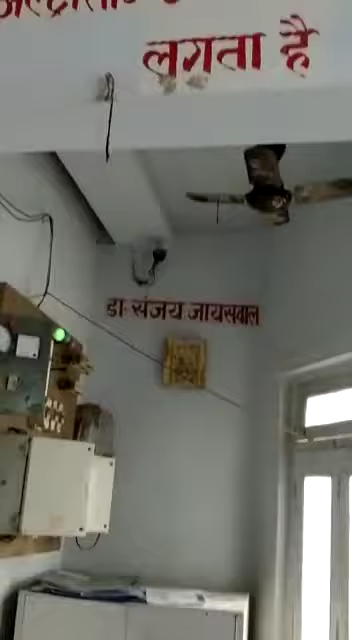 लगता है
डा॰ संजय जायसवाल